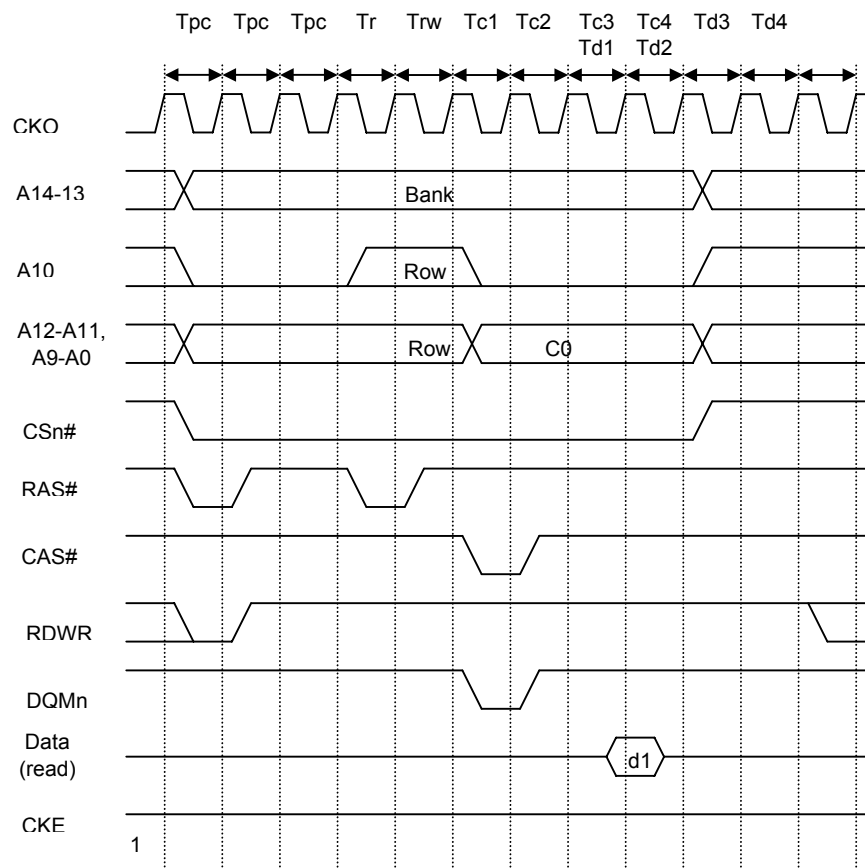 Tpc Tpc Tpc Tr Trw Tc1 Tc2 Tc3 Tc4 Td3 Td4
Td1 Td2
CKO
A14-13
Bank
A10
Row
A12-A11,
A9-A0
Row
C0
CSn#
RAS#
CAS#
RDWR
DQMn
Data
(read)
d1
CKE
1